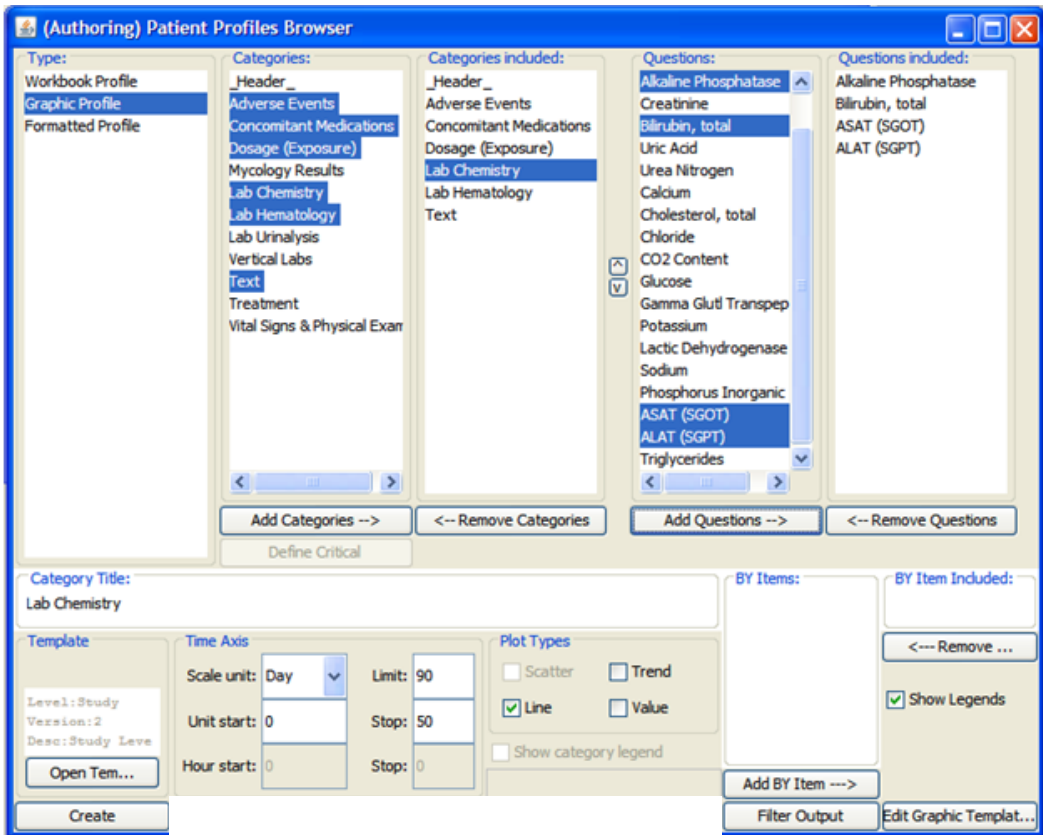 (Authoring) Patient Profiles Browser
Type:
Workbook Profile
Graphic Profile
Formatted Profile
Categories:
_Header_
Adverse Events
Concomitant Medications
Dosage (Exposure)
Mycology Results
Lab Chemistry
Lab Hematology
Lab Urinalysis
Vertical Labs
Text
Treatment
Vital Signs & Physical Exam
Add Categories -->
Define Critical
Categories included:
_Header_
Adverse Events
Concomitant Medications
Dosage (Exposure)
Lab Chemistry
Lab Hematology
Text
<-- Remove Categories
^
v
Questions:
Alkaline Phosphatase
Creatinine
Bilirubin, total
Uric Acid
Urea Nitrogen
Calcium
Cholesterol, total
Chloride
CO2 Content
Glucose
Gamma Glutl Transpep
Potassium
Lactic Dehydrogenase
Sodium
Phosphorus Inorganic
ASAT (SGOT)
ALAT (SGPT)
Triglycerides
Add Questions -->
Questions included:
Alkaline Phosphatase
Bilirubin, total
ASAT (SGOT)
ALAT (SGPT)
<-- Remove Questions
Category Title:
Lab Chemistry
Template
Level:Study
Version:2
Desc:Study Leve
Open Tem...
Create
Time Axis
Scale unit: Day Limit: 90
Unit start: 0 Stop: 50
Hour start: 0 Stop: 0
Plot Types
Scatter Trend
Line Value
Show category legend
BY Items:
Add BY Item --->
Filter Output
BY Item Included:
<--- Remove ...
Show Legends
Edit Graphic Templat...